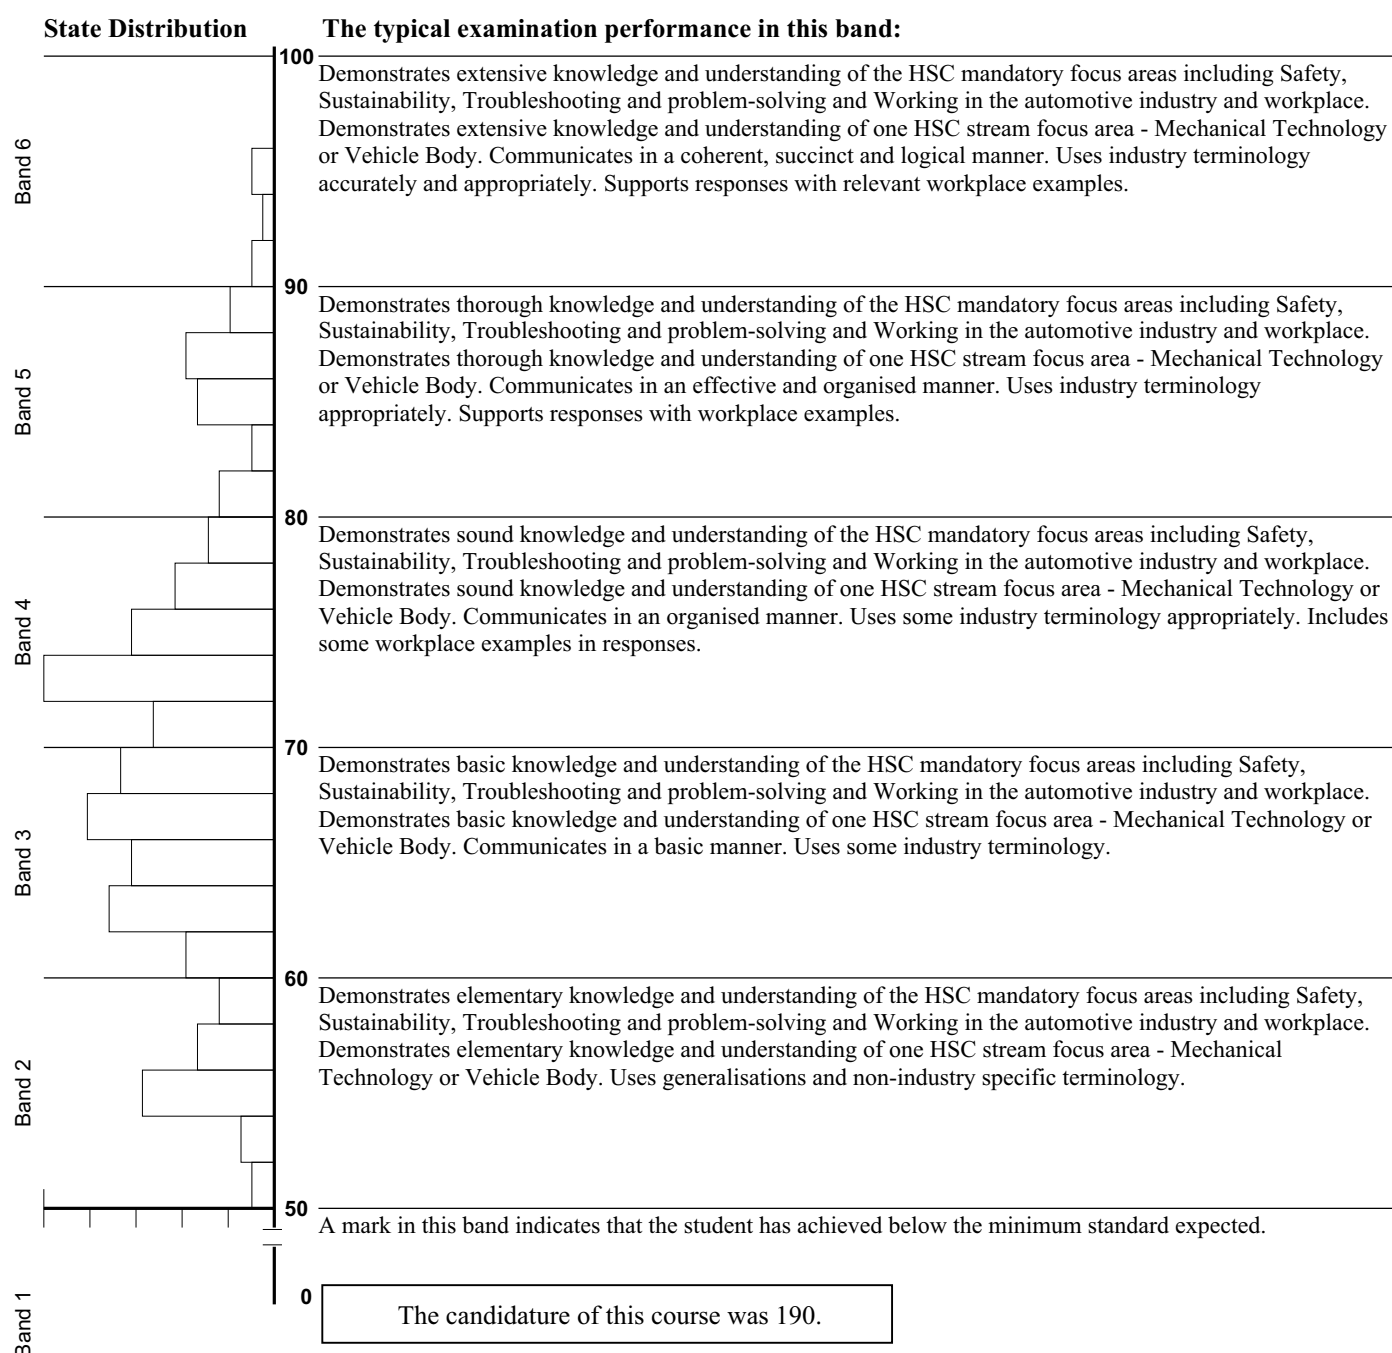 State Distribution
The typical examination performance in this band:
100
Demonstrates extensive knowledge and understanding of the HSC mandatory focus areas including Safety,
Sustainability, Troubleshooting and problem-solving and Working in the automotive industry and workplace.
Demonstrates extensive knowledge and understanding of one HSC stream focus area - Mechanical Technology
or Vehicle Body. Communicates in a coherent, succinct and logical manner. Uses industry terminology
accurately and appropriately. Supports responses with relevant workplace examples.
Band 6
90
Demonstrates thorough knowledge and understanding of the HSC mandatory focus areas including Safety,
Sustainability, Troubleshooting and problem-solving and Working in the automotive industry and workplace.
Demonstrates thorough knowledge and understanding of one HSC stream focus area - Mechanical Technology
or Vehicle Body. Communicates in an effective and organised manner. Uses industry terminology
appropriately. Supports responses with workplace examples.
Band 5
80
Demonstrates sound knowledge and understanding of the HSC mandatory focus areas including Safety,
Sustainability, Troubleshooting and problem-solving and Working in the automotive industry and workplace.
Demonstrates sound knowledge and understanding of one HSC stream focus area - Mechanical Technology or
Vehicle Body. Communicates in an organised manner. Uses some industry terminology appropriately. Includes
some workplace examples in responses.
Band 4
70
Demonstrates basic knowledge and understanding of the HSC mandatory focus areas including Safety,
Sustainability, Troubleshooting and problem-solving and Working in the automotive industry and workplace.
Demonstrates basic knowledge and understanding of one HSC stream focus area - Mechanical Technology or
Vehicle Body. Communicates in a basic manner. Uses some industry terminology.
Band 3
60
Demonstrates elementary knowledge and understanding of the HSC mandatory focus areas including Safety,
Sustainability, Troubleshooting and problem-solving and Working in the automotive industry and workplace.
Demonstrates elementary knowledge and understanding of one HSC stream focus area - Mechanical
Technology or Vehicle Body. Uses generalisations and non-industry specific terminology.
Band 2
50
A mark in this band indicates that the student has achieved below the minimum standard expected.
0
Band 1
The candidature of this course was 190.